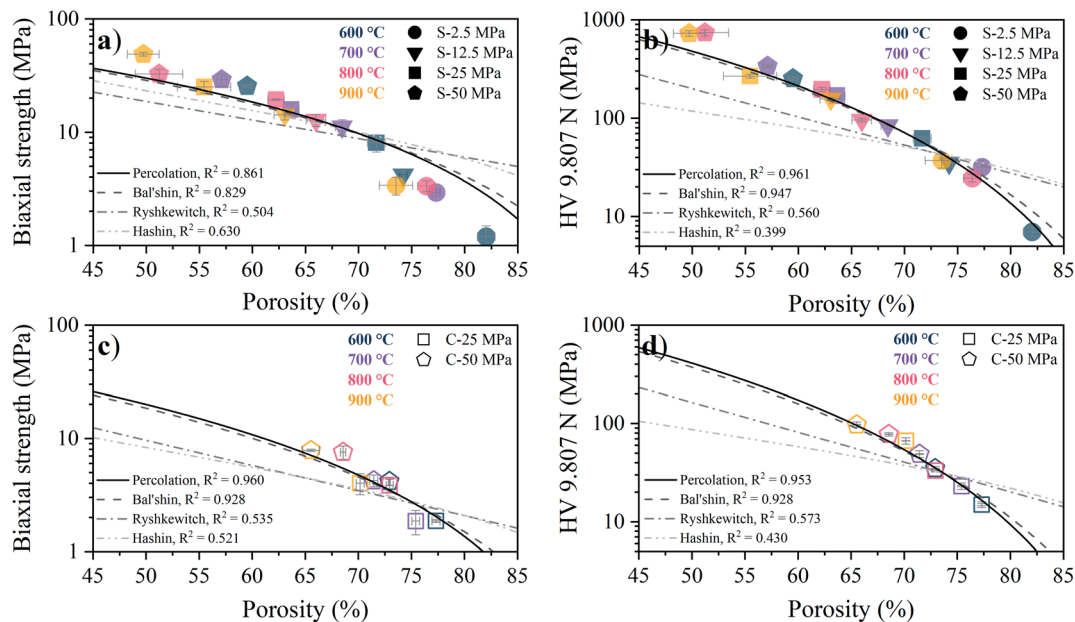 a)
Biaxial strength (MPa)
100
10
1
600 °C
700 °C
800 °C
900 °C
S-2.5 MPa
S-12.5 MPa
S-25 MPa
S-50 MPa
Percolation, R² = 0.861
Bal'shin, R² = 0.829
Ryshkewitch, R² = 0.504
Hashin, R² = 0.630
45 50 55 60 65 70 75 80 85
Porosity (%)
b)
HV 9.807 N (MPa)
1000
100
10
600 °C
700 °C
800 °C
900 °C
S-2.5 MPa
S-12.5 MPa
S-25 MPa
S-50 MPa
Percolation, R² = 0.961
Bal'shin, R² = 0.947
Ryshkewitch, R² = 0.560
Hashin, R² = 0.399
45 50 55 60 65 70 75 80 85
Porosity (%)
c)
Biaxial strength (MPa)
100
10
1
600 °C
700 °C
800 °C
900 °C
C-25 MPa
C-50 MPa
Percolation, R² = 0.960
Bal'shin, R² = 0.928
Ryshkewitch, R² = 0.535
Hashin, R² = 0.521
45 50 55 60 65 70 75 80 85
Porosity (%)
d)
HV 9.807 N (MPa)
1000
100
10
600 °C
700 °C
800 °C
900 °C
C-25 MPa
C-50 MPa
Percolation, R² = 0.953
Bal'shin, R² = 0.928
Ryshkewitch, R² = 0.573
Hashin, R² = 0.430
45 50 55 60 65 70 75 80 85
Porosity (%)